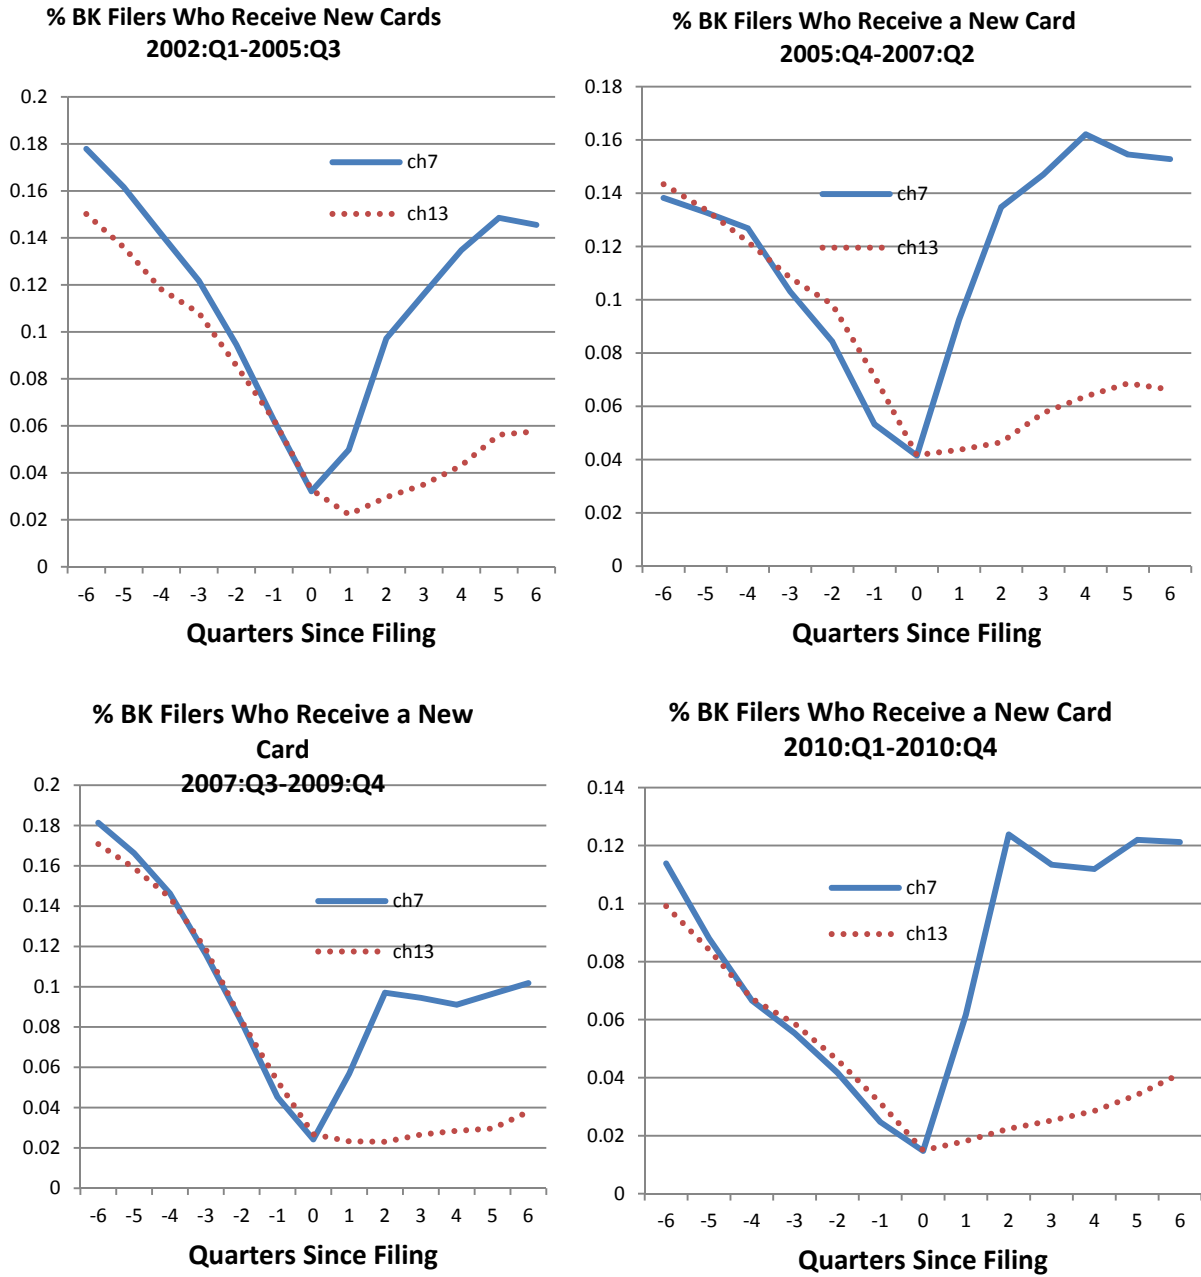 % BK Filers Who Receive New Cards
2002:Q1-2005:Q3
0.2
0.18
0.16
0.14
0.12
0.1
0.08
0.06
0.04
0.02
0
ch7
ch13
-6 -5 -4 -3 -2 -1 0 1 2 3 4 5 6
Quarters Since Filing
% BK Filers Who Receive a New Card
2005:Q4-2007:Q2
0.18
0.16
0.14
0.12
0.1
0.08
0.06
0.04
0.02
0
ch7
ch13
-6 -5 -4 -3 -2 -1 0 1 2 3 4 5 6
Quarters Since Filing
% BK Filers Who Receive a New
Card
2007:Q3-2009:Q4
0.2
0.18
0.16
0.14
0.12
0.1
0.08
0.06
0.04
0.02
0
ch7
ch13
-6 -5 -4 -3 -2 -1 0 1 2 3 4 5 6
Quarters Since Filing
% BK Filers Who Receive a New Card
2010:Q1-2010:Q4
0.14
0.12
0.1
0.08
0.06
0.04
0.02
0
ch7
ch13
-6 -5 -4 -3 -2 -1 0 1 2 3 4 5 6
Quarters Since Filing